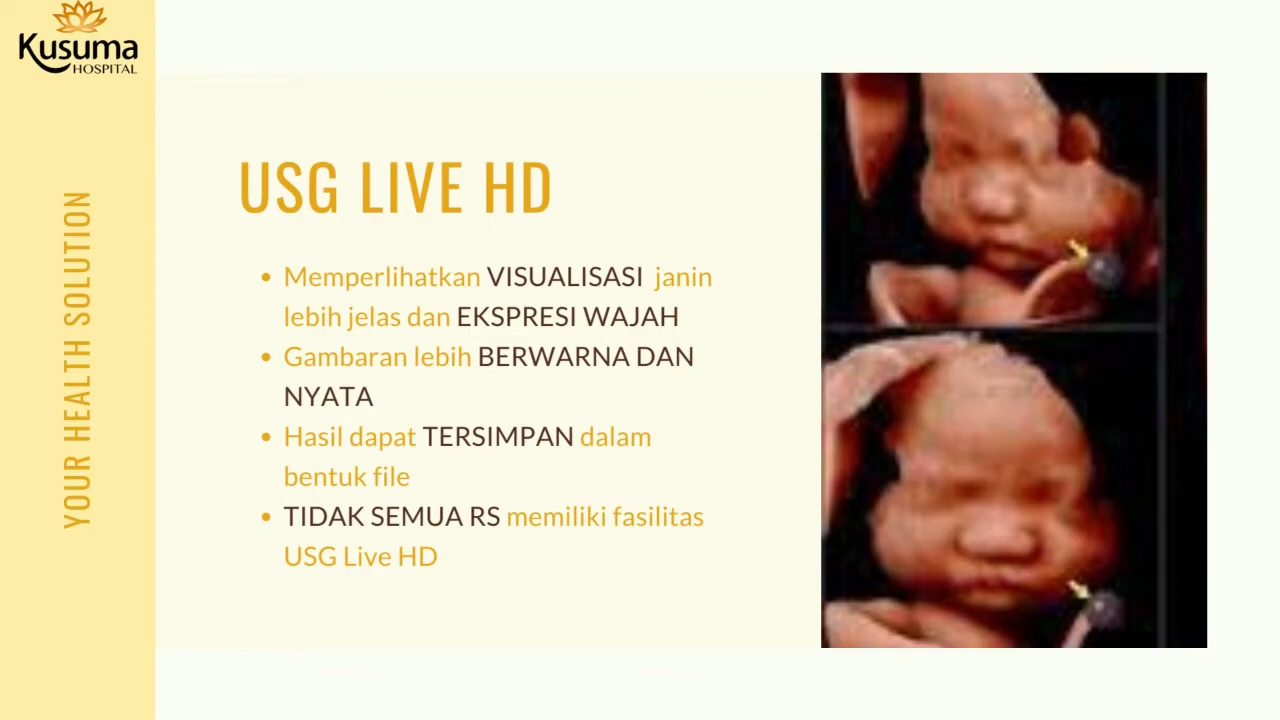 Kusuma
HOSPITAL
YOUR HEALTH SOLUTION
USG LIVE HD
• Memperlihatkan VISUALISASI janin
lebih jelas dan EKSPRESI WAJAH
• Gambaran lebih BERWARNA DAN
NYATA
• Hasil dapat TERSIMPAN dalam
bentuk file
• TIDAK SEMUA RS memiliki fasilitas
USG Live HD